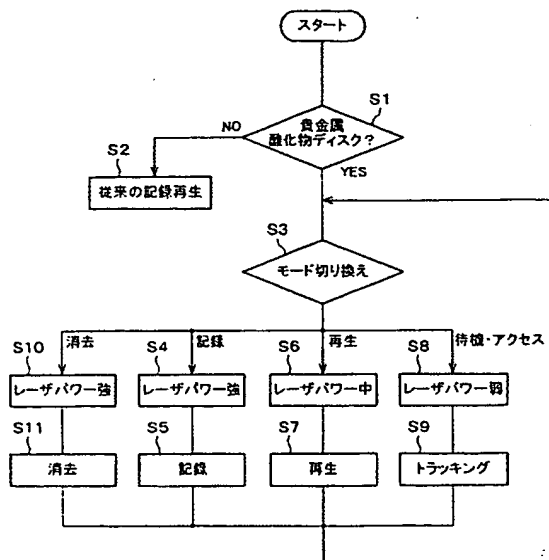 スタート
S1
貴金属
酸化物ディスク?
NO
YES
S2
従来の記録再生
S3
モード切り換え
消去
記録
再生
待機・アクセス
S10
S4
S6
S8
レーザパワー強
レーザパワー強
レーザパワー中
レーザパワー弱
S11
S5
S7
S9
消去
記録
再生
トラッキング